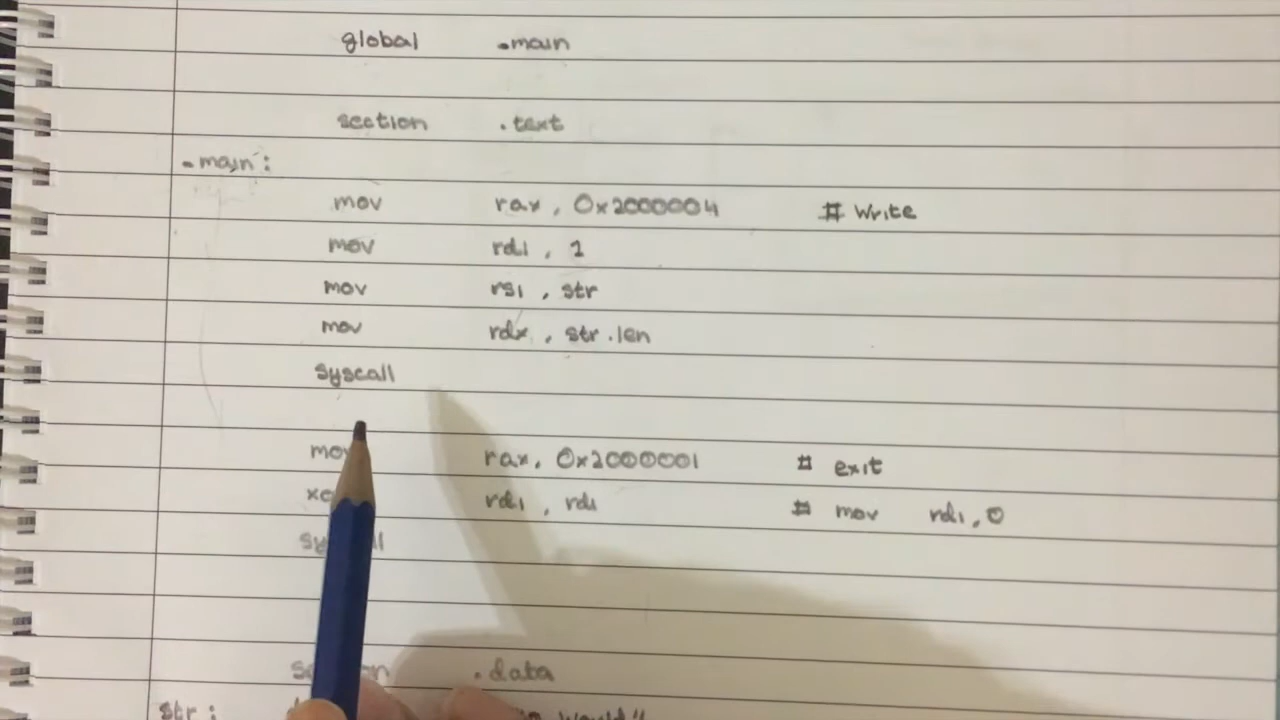 global _main
section .text
_main:
mov rax, 0x2000004 # Write
mov rdi, 1
mov rsi, str
mov rdx, str.len
syscall
rax, 0x2000001 # exit
rdi, rdi # mov rdi, 0
.data
str: